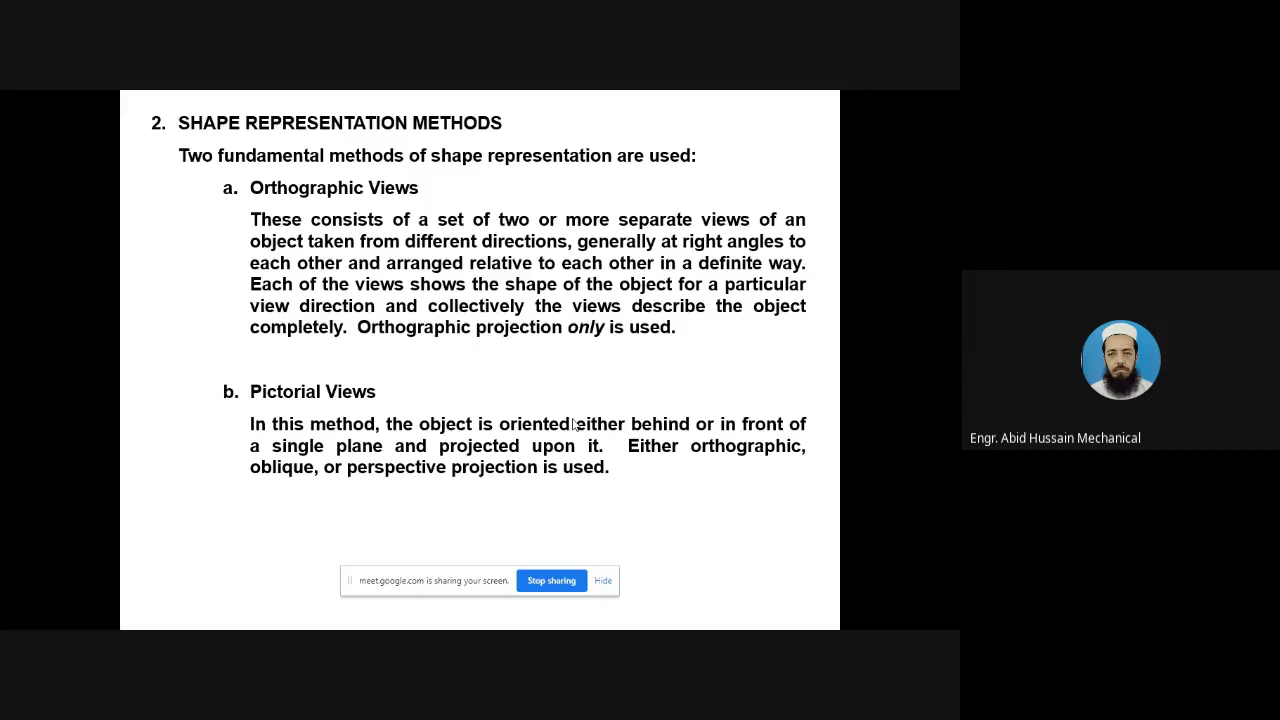 2. SHAPE REPRESENTATION METHODS
Two fundamental methods of shape representation are used:
a. Orthographic Views
These consists of a set of two or more separate views of an
object taken from different directions, generally at right angles to
each other and arranged relative to each other in a definite way.
Each of the views shows the shape of the object for a particular
view direction and collectively the views describe the object
completely. Orthographic projection only is used.
b. Pictorial Views
In this method, the object is oriented either behind or in front of
a single plane and projected upon it. Either orthographic,
oblique, or perspective projection is used.
meet.google.com is sharing your screen. Stop sharing Hide
Engr. Abid Hussain Mechanical